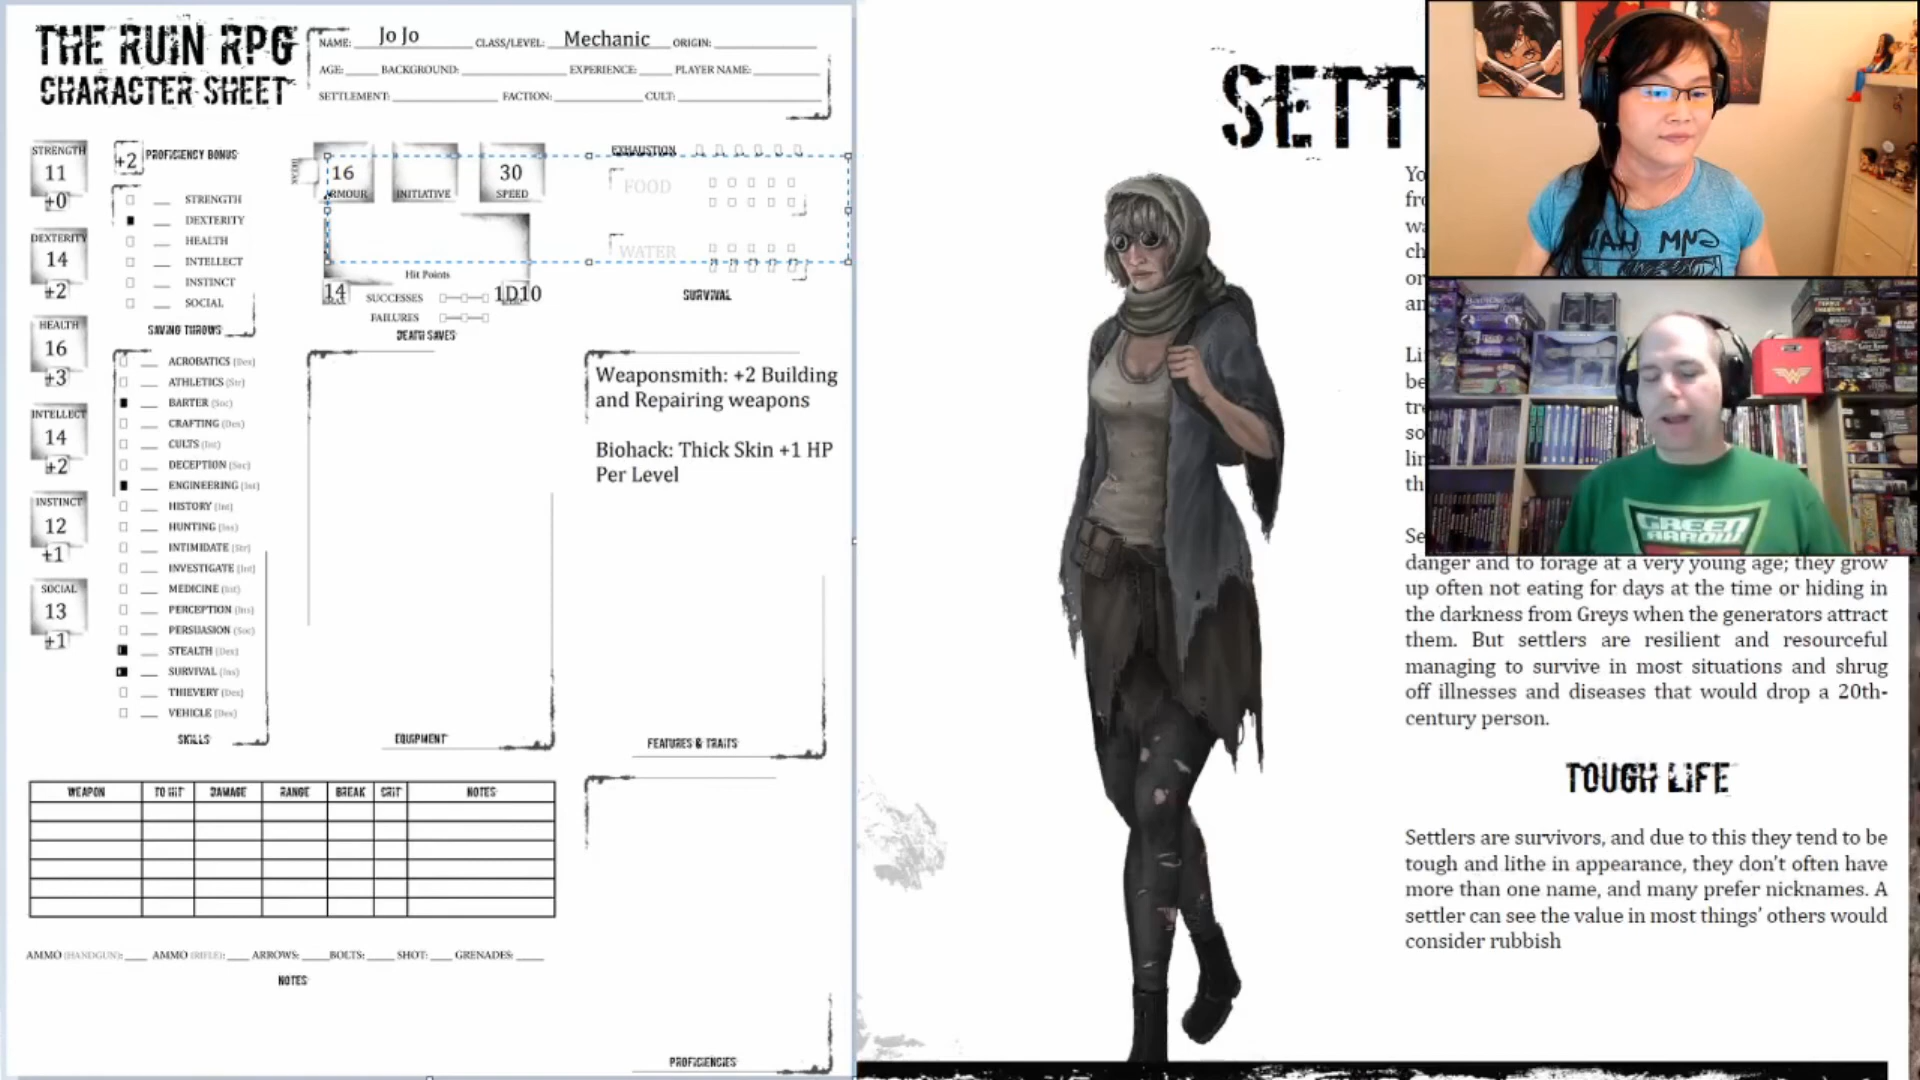 THE RUIN RPG
CHARACTER SHEET
NAME: Jo Jo CLASS/LEVEL: Mechanic ORIGIN:
AGE: BACKGROUND: EXPERIENCE: PLAYER NAME:
SETTLEMENT: FACTION: CULT:
STRENGTH
11
+0
DEXTERITY
14
+2
HEALTH
16
+3
INTELLECT
14
+2
INSTINCT
12
+1
SOCIAL
13
+1
+2 PROFICIENCY BONUS
STRENGTH
DEXTERITY
HEALTH
INTELLECT
INSTINCT
SOCIAL
SAVING THROWS
ACROBATICS (Dex)
ATHLETICS (Str)
BARTER (Soc)
CRAFTING (Dex)
CULTS (Int)
DECEPTION (Soc)
ENGINEERING (Int)
HISTORY (Int)
HUNTING (Ins)
INTIMIDATE (Str)
INVESTIGATE (Int)
MEDICINE (Int)
PERCEPTION (Ins)
PERSUASION (Soc)
STEALTH (Dex)
SURVIVAL (Ins)
THIEVERY (Dex)
VEHICLE (Dex)
SKILLS
16
ARMOUR
INITIATIVE
30
SPEED
Hit Points
14 SUCCESSES 1D10
FAILURES
DEATH SAVES
EXHAUSTION
FOOD
WATER
SURVIVAL
EQUIPMENT
Weaponsmith: +2 Building
and Repairing weapons
Biohack: Thick Skin +1 HP
Per Level
FEATURES & TRAITS
WEAPON TO HIT DAMAGE RANGE BREAK CRIT NOTES
AMMO (HANDGUN): AMMO (RIFLE): ARROWS: BOLTS: SHOT: GRENADES:
NOTES
PROFICIENCIES
SETT
danger and to forage at a very young age; they grow
up often not eating for days at the time or hiding in
the darkness from Greys when the generators attract
them. But settlers are resilient and resourceful
managing to survive in most situations and shrug
off illnesses and diseases that would drop a 20th-
century person.
TOUGH LIFE
Settlers are survivors, and due to this they tend to be
tough and lithe in appearance, they don't often have
more than one name, and many prefer nicknames. A
settler can see the value in most things' others would
consider rubbish
GREEN
ARROW